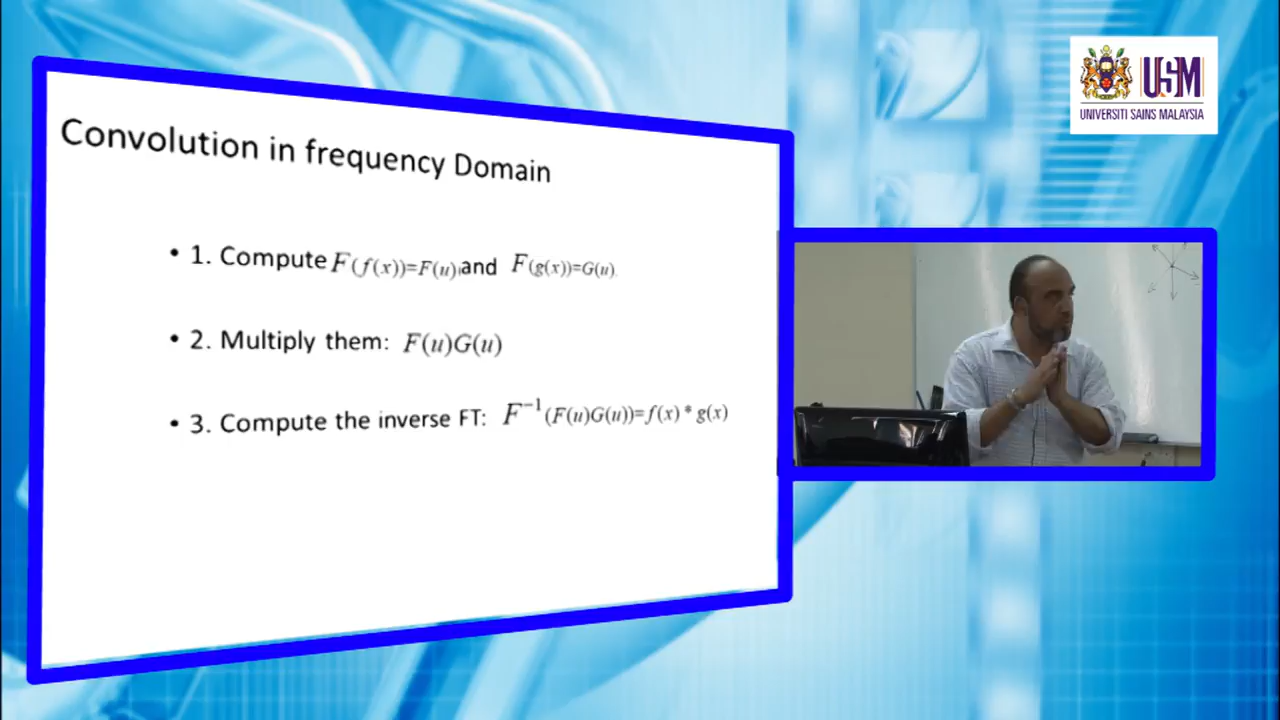 Convolution in frequency Domain
• 1. Compute F(f(x))=F(u) and F(g(x))=G(u).
• 2. Multiply them: F(u)G(u)
• 3. Compute the inverse FT: F⁻¹(F(u)G(u))=f(x) * g(x)
USM
UNIVERSITI SAINS MALAYSIA